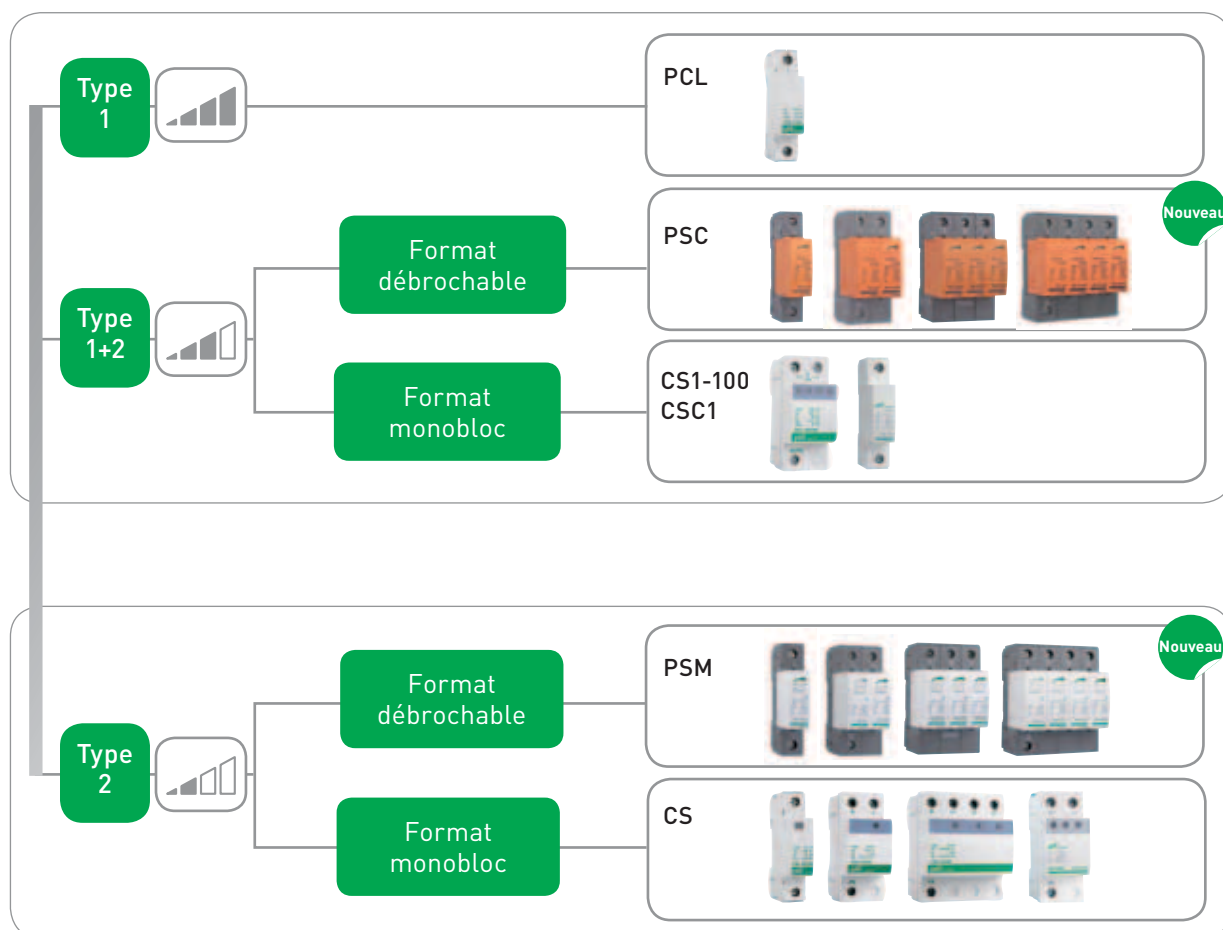 Type
1
PCL
Format
débrochable
PSC
Nouveau
Type
1+2
Format
monobloc
CS1-100
CSC1
Format
débrochable
PSM
Nouveau
Type
2
Format
monobloc
CS